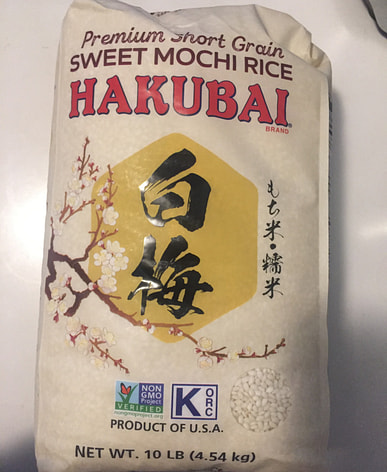 Premium Short Grain
SWEET MOCHI RICE
HAKUBAI
BRAND
白梅
もち米・糯米
NON
GMO
Project
VERIFIED
nongmoproject.org
K
ORC
PRODUCT OF U.S.A.
NET WT. 10 LB (4.54 KG)